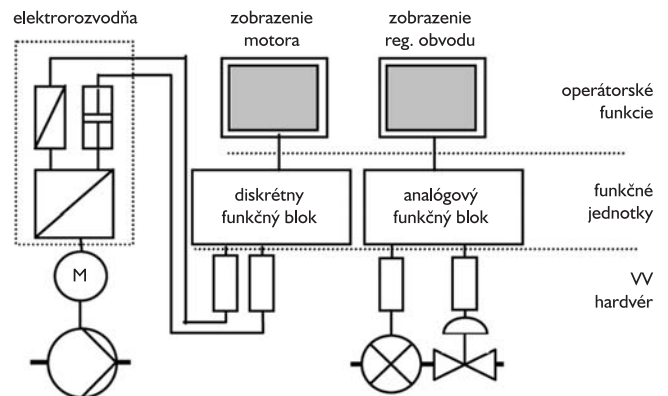 elektrorozvodňa
zobrazenie
motora
zobrazenie
reg. obvodu
operátorské
funkcie
diskrétny
funkčný blok
analógový
funkčný blok
funkčné
jednotky
M
VV
hardvér